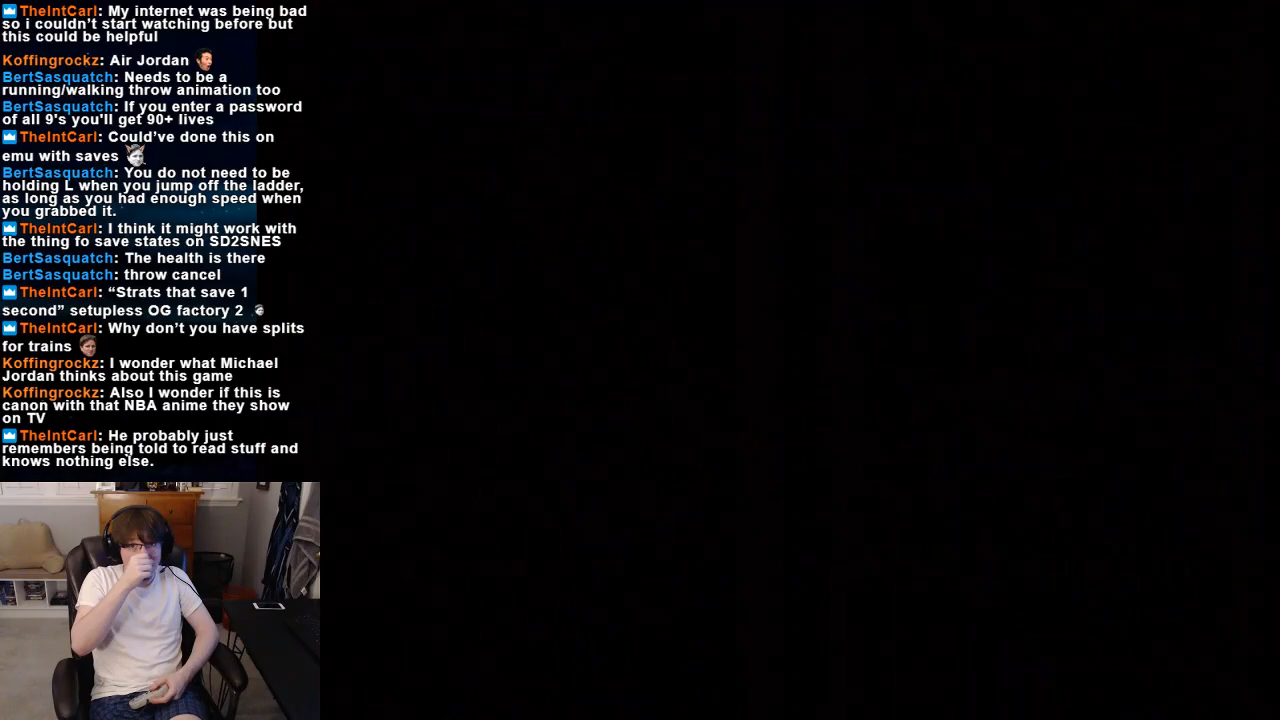 TheIntCarl: My internet was being bad
so i couldn't start watching before but
this could be helpful
Koffingrockz: Air Jordan
BertSasquatch: Needs to be a
running/walking throw animation too
BertSasquatch: If you enter a password
of all 9's you'll get 90+ lives
TheIntCarl: Could've done this on
emu with saves
BertSasquatch: You do not need to be
holding L when you jump off the ladder,
as long as you had enough speed when
you grabbed it.
TheIntCarl: I think it might work with
the thing fo save states on SD2SNES
BertSasquatch: The health is there
BertSasquatch: throw cancel
TheIntCarl: “Strats that save 1
second” setupless OG factory 2
TheIntCarl: Why don't you have splits
for trains
Koffingrockz: I wonder what Michael
Jordan thinks about this game
Koffingrockz: Also I wonder if this is
canon with that NBA anime they show
on TV
TheIntCarl: He probably just
remembers being told to read stuff and
knows nothing else.